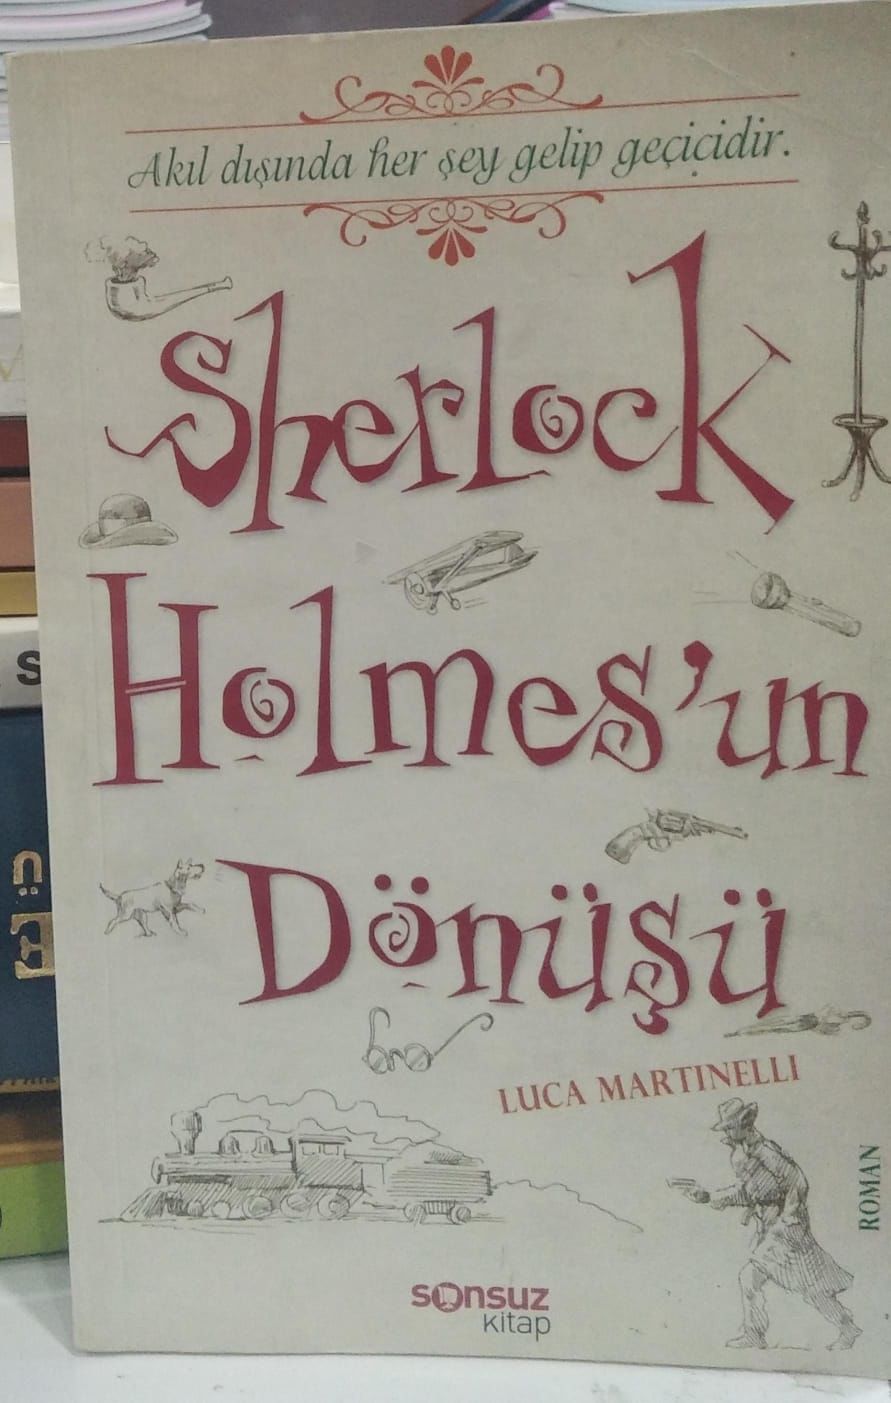 Akıl dışında her şey gelip geçicidir.
Sherlock
Holmes'un
Dönüşü
LUCA MARTINELLI
ROMAN
sonsuz
kitap